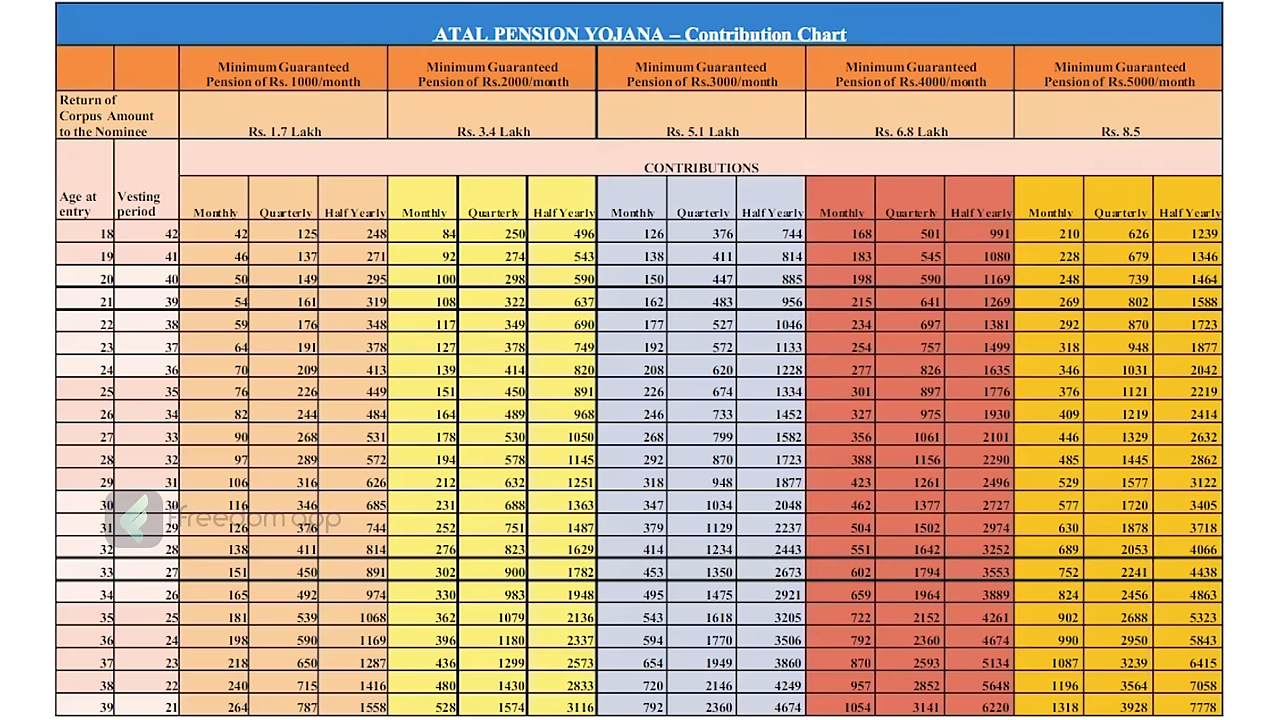 ATAL PENSION YOJANA – Contribution Chart
Minimum Guaranteed Pension of Rs. 1000/month Minimum Guaranteed Pension of Rs.2000/month Minimum Guaranteed Pension of Rs.3000/month Minimum Guaranteed Pension of Rs.4000/month Minimum Guaranteed Pension of Rs.5000/month
Return of Corpus Amount to the Nominee Rs. 1.7 Lakh Rs. 3.4 Lakh Rs. 5.1 Lakh Rs. 6.8 Lakh Rs. 8.5
CONTRIBUTIONS
Age at entry Vesting period Monthly Quarterly Half Yearly Monthly Quarterly Half Yearly Monthly Quarterly Half Yearly Monthly Quarterly Half Yearly Monthly Quarterly Half Yearly
18 42 42 125 248 84 250 496 126 376 744 168 501 991 210 626 1239
19 41 46 137 271 92 274 543 138 411 814 183 545 1080 228 679 1346
20 40 50 149 295 100 298 590 150 447 885 198 590 1169 248 739 1464
21 39 54 161 319 108 322 637 162 483 956 215 641 1269 269 802 1588
22 38 59 176 348 117 349 690 177 527 1046 234 697 1381 292 870 1723
23 37 64 191 378 127 378 749 192 572 1133 254 757 1499 318 948 1877
24 36 70 209 413 139 414 820 208 620 1228 277 826 1635 346 1031 2042
25 35 76 226 449 151 450 891 226 674 1334 301 897 1776 376 1121 2219
26 34 82 244 484 164 489 968 246 733 1452 327 975 1930 409 1219 2414
27 33 90 268 531 178 530 1050 268 799 1582 356 1061 2101 446 1329 2632
28 32 97 289 572 194 578 1145 292 870 1723 388 1156 2290 485 1445 2862
29 31 106 316 626 212 632 1251 318 948 1877 423 1261 2496 529 1577 3122
30 30 116 346 685 231 688 1363 347 1034 2048 462 1377 2727 577 1720 3405
freedom app
31 29 126 376 744 252 751 1487 379 1129 2237 504 1502 2974 630 1878 3718
32 28 138 411 814 276 823 1629 414 1234 2443 551 1642 3252 689 2053 4066
33 27 151 450 891 302 900 1782 453 1350 2673 602 1794 3553 752 2241 4438
34 26 165 492 974 330 983 1948 495 1475 2921 659 1964 3889 824 2456 4863
35 25 181 539 1068 362 1079 2136 543 1618 3205 722 2152 4261 902 2688 5323
36 24 198 590 1169 396 1180 2337 594 1770 3506 792 2360 4674 990 2950 5843
37 23 218 650 1287 436 1299 2573 654 1949 3860 870 2593 5134 1087 3239 6415
38 22 240 715 1416 480 1430 2833 720 2146 4249 957 2852 5648 1196 3564 7058
39 21 264 787 1558 528 1574 3116 792 2360 4674 1054 3141 6220 1318 3928 7778